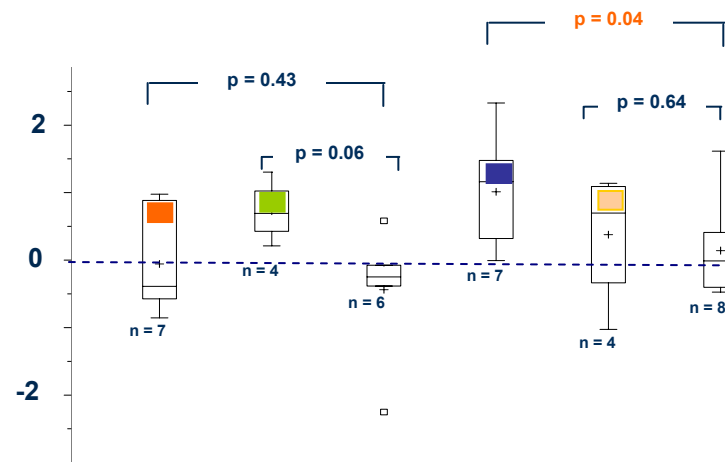 p = 0.04
p = 0.43
p = 0.64
2
p = 0.06
0
n = 4
n = 7
n = 6
n = 8
n = 7
n = 4
-2